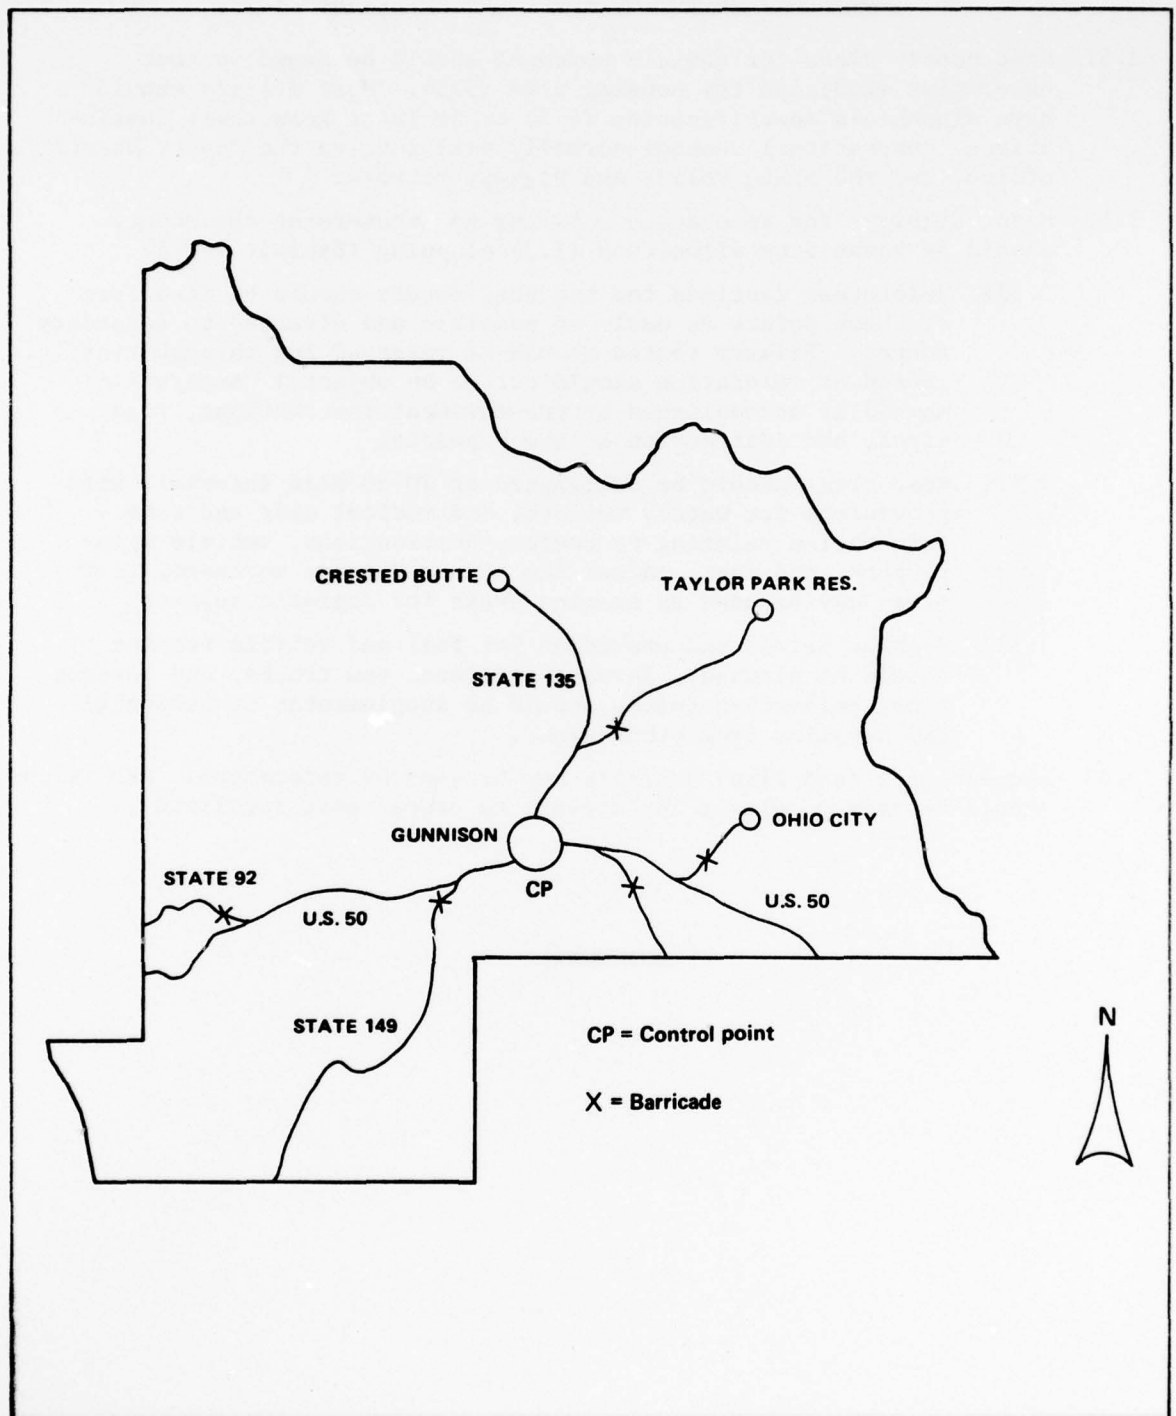 CRESTED BUTTE
TAYLOR PARK RES.
STATE 135
GUNNISON
OHIO CITY
CP
STATE 92
U.S. 50
U.S. 50
STATE 149
CP = Control point
N
X = Barricade